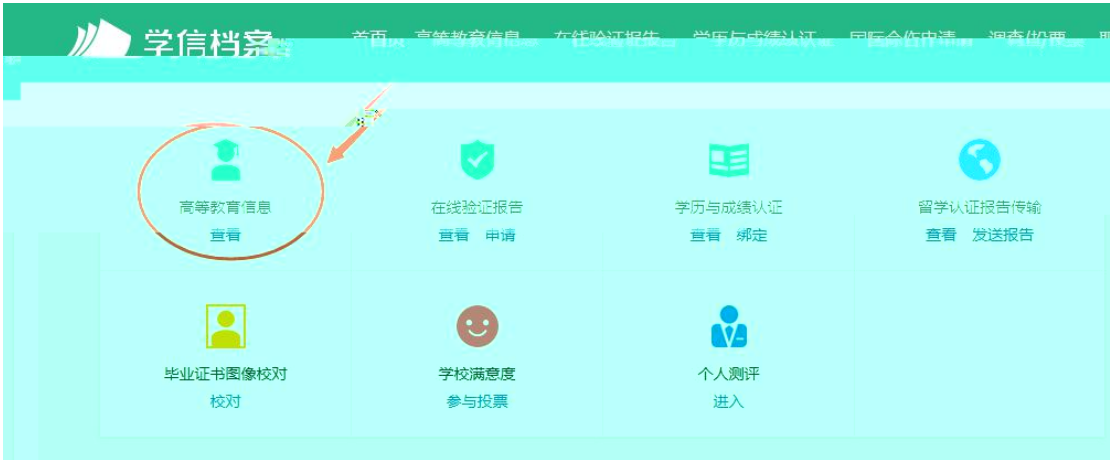 学信档案
首页 高等教育信息 在线验证报告 学历与成绩认证 国际合作申请 调查/投票
高等教育信息 在线验证报告 学历与成绩认证 留学认证报告传输
查看 查看 申请 查看 绑定 查看 发送报告
毕业证书图像校对 学校满意度 个人测评
校对 参与投票 进入